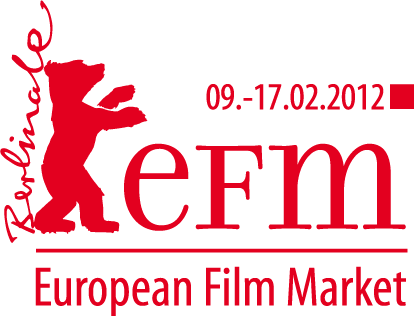 Berlinale
09.-17.02.2012
eFm
European Film Market